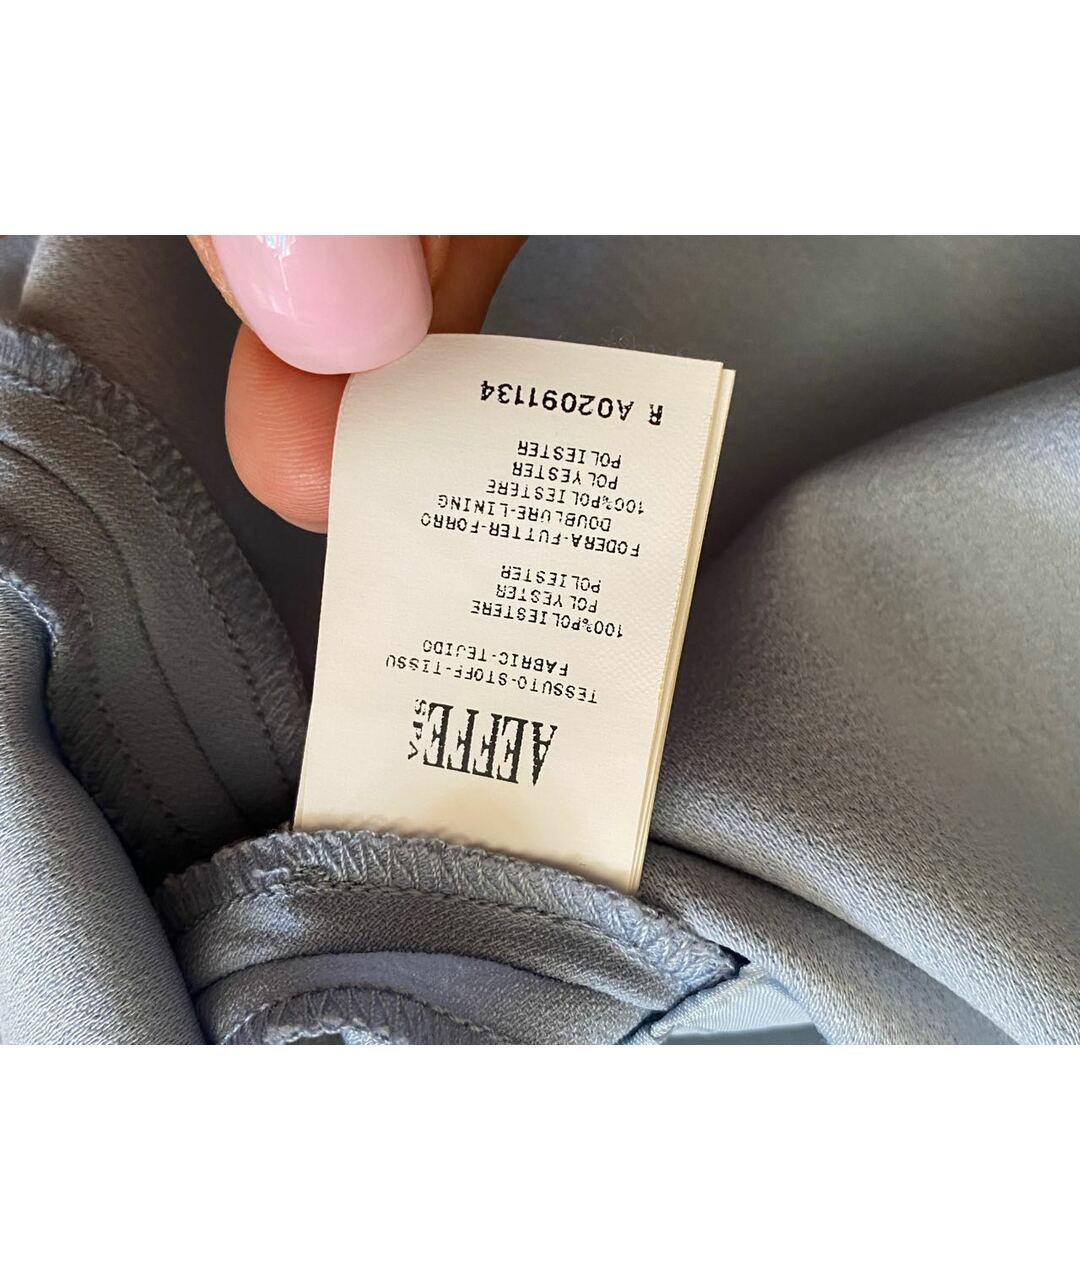 AEFFE
S.P.A
TESSUTO-STOFF-TISSU
FABRIC-TEJIDO
100%POLIESTERE
POLYESTER
POLIESTER
FODERA-FUTTER-FORRO
DOUBLURE-LINING
100%POLIESTERE
POLYESTER
POLIESTER
R A02091134